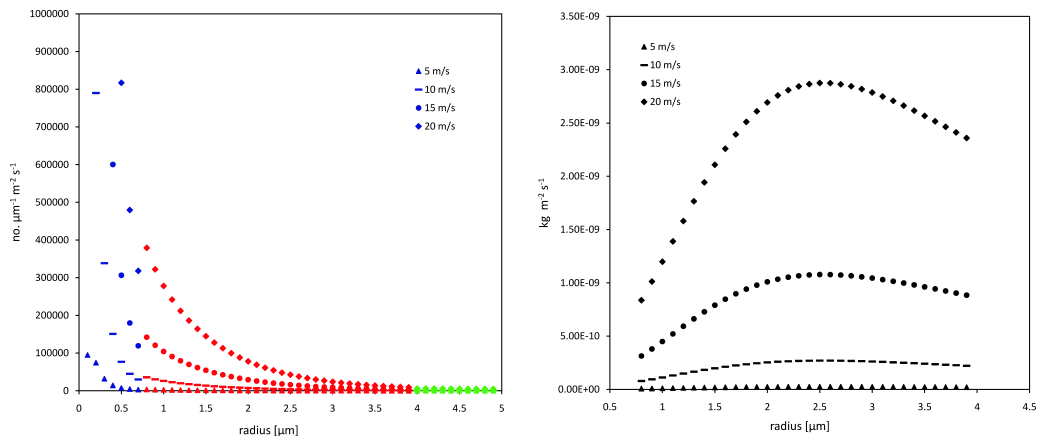 1000000
900000
800000
700000
600000
500000
400000
300000
200000
100000
0
no. µm⁻¹ m⁻² s⁻¹
5 m/s
10 m/s
15 m/s
20 m/s
0 0.5 1 1.5 2 2.5 3 3.5 4 4.5 5
radius [µm]
3.50E-09
3.00E-09
2.50E-09
2.00E-09
1.50E-09
1.00E-09
5.00E-10
0.00E+00
kg m⁻² s⁻¹
5 m/s
10 m/s
15 m/s
20 m/s
0.5 1 1.5 2 2.5 3 3.5 4 4.5
radius [µm]